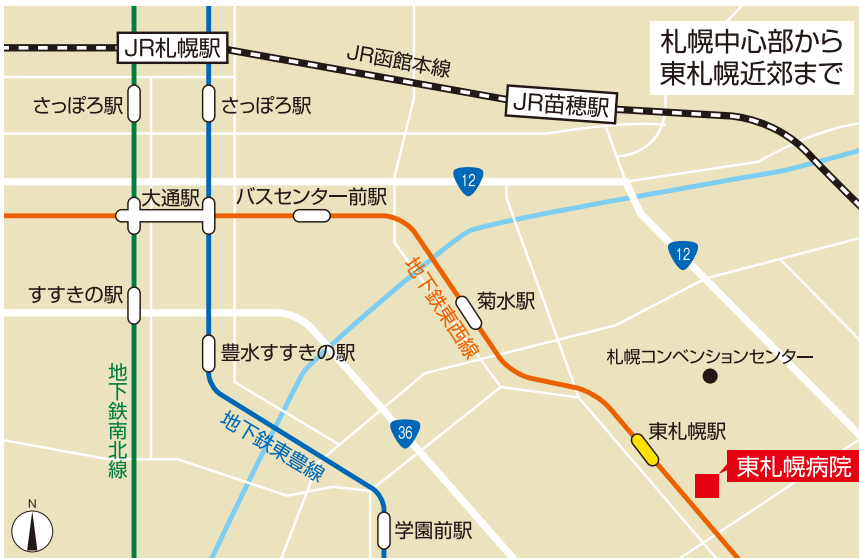 札幌中心部から
東札幌近郊まで
JR札幌駅
JR函館本線
JR苗穂駅
さっぽろ駅
さっぽろ駅
12
大通駅
バスセンター前駅
12
地下鉄東西線
すすきの駅
菊水駅
豊水すすきの駅
札幌コンベンションセンター
地下鉄南北線
地下鉄東豊線
36
東札幌駅
東札幌病院
学園前駅
N